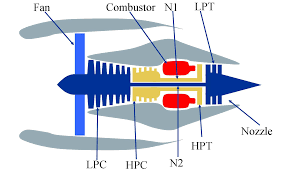 Fan
Combustor
N1
LPT
Nozzle
LPC
HPC
N2
HPT